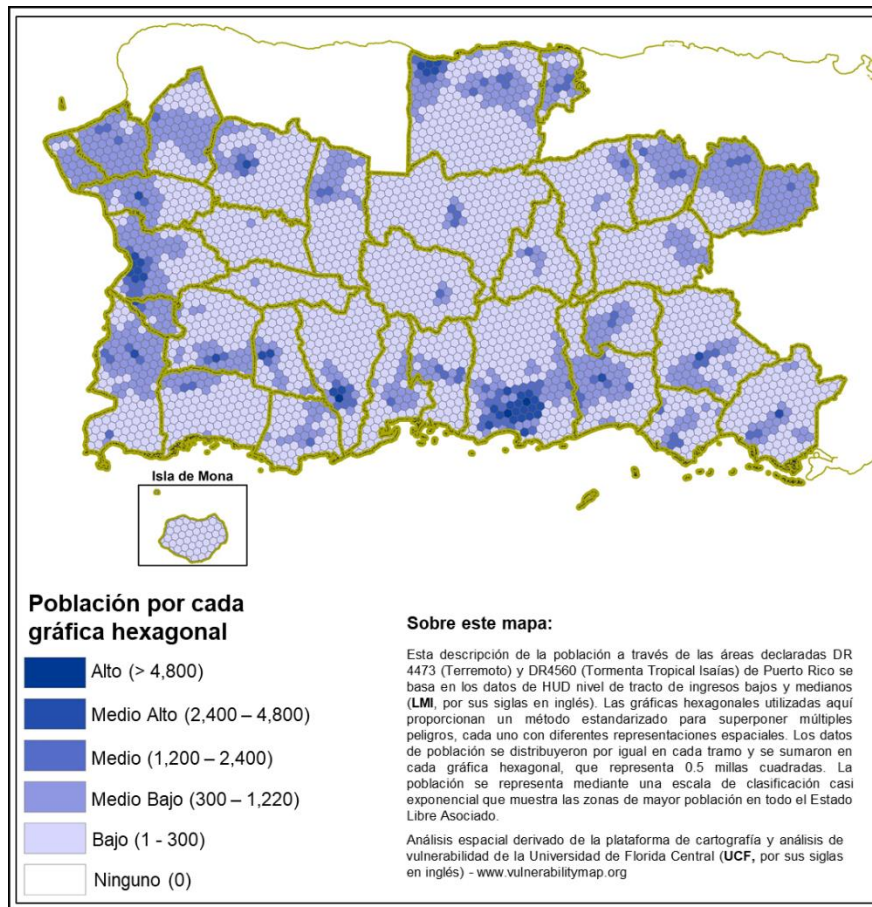 Isla de Mona
Población por cada
gráfica hexagonal
Alto (> 4,800)
Medio Alto (2,400 – 4,800)
Medio (1,200 – 2,400)
Medio Bajo (300 – 1,220)
Bajo (1 - 300)
Ninguno (0)
Sobre este mapa:
Esta descripción de la población a través de las áreas declaradas DR
4473 (Terremoto) y DR4560 (Tormenta Tropical Isaías) de Puerto Rico se
basa en los datos de HUD nivel de tracto de ingresos bajos y medianos
(LMI, por sus siglas en inglés). Las gráficas hexagonales utilizadas aquí
proporcionan un método estandarizado para superponer múltiples
peligros, cada uno con diferentes representaciones espaciales. Los datos
de población se distribuyeron por igual en cada tramo y se sumaron en
cada gráfica hexagonal, que representa 0.5 millas cuadradas. La
población se representa mediante una escala de clasificación casi
exponencial que muestra las zonas de mayor población en todo el Estado
Libre Asociado.
Análisis espacial derivado de la plataforma de cartografía y análisis de
vulnerabilidad de la Universidad de Florida Central (UCF, por sus siglas
en inglés) - www.vulnerabilitymap.org